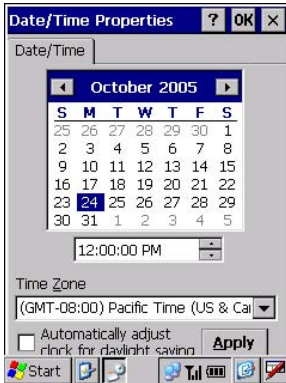 Date/Time Properties ? OK ×
Date/Time
October 2005
S M T W T F S
25 26 27 28 29 30 1
2 3 4 5 6 7 8
9 10 11 12 13 14 15
16 17 18 19 20 21 22
23 24 25 26 27 28 29
30 31 1 2 3 4 5
12:00:00 PM
Time Zone
(GMT-08:00) Pacific Time (US & Car
Automatically adjust
clock for daylight saving
Apply
Start